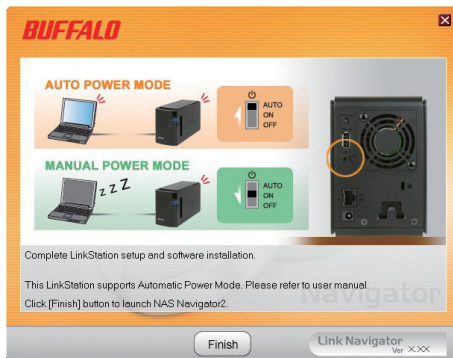 BUFFALO
AUTO POWER MODE
AUTO
ON
OFF
MANUAL POWER MODE
zzZ
AUTO
ON
OFF
Complete LinkStation setup and software installation.
This LinkStation supports Automatic Power Mode. Please refer to user manual.
Click [Finish] button to launch NAS Navigator2.
Navigator
Finish
Link Navigator
Ver X.XX